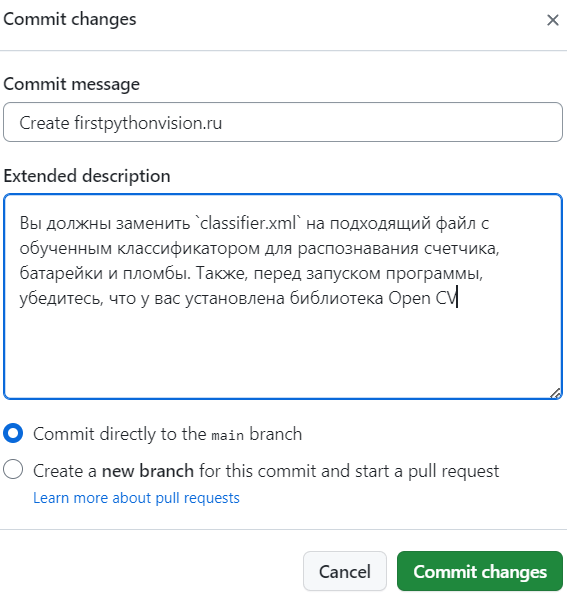 Commit changes
Commit message
Create firstpythonvision.ru
Extended description
Вы должны заменить `classifier.xml` на подходящий файл с
обученным классификатором для распознавания счетчика,
батарейки и пломбы. Также, перед запуском программы,
убедитесь, что у вас установлена библиотека Open CV
Commit directly to the main branch
Create a new branch for this commit and start a pull request
Learn more about pull requests
Cancel
Commit changes